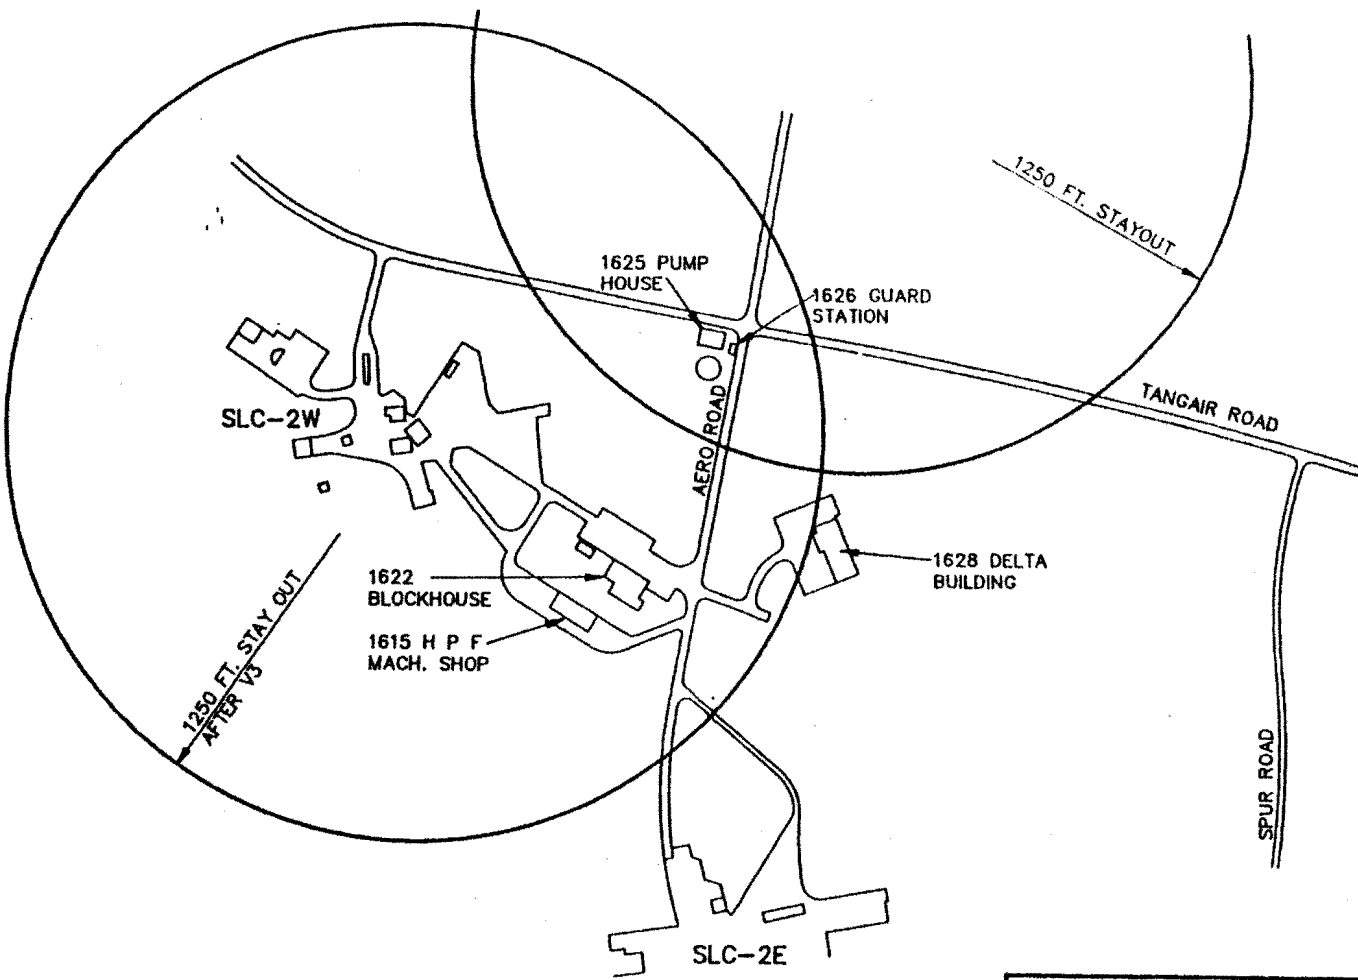 1250 FT. STAYOUT
1625 PUMP
HOUSE
1626 GUARD
STATION
TANGAIR ROAD
SLC-2W
AERO ROAD
1628 DELTA
BUILDING
1622
BLOCKHOUSE
1615 H P F
MACH. SHOP
1250 FT. STAY OUT
AFTER V3
SPUR ROAD
SLC-2E